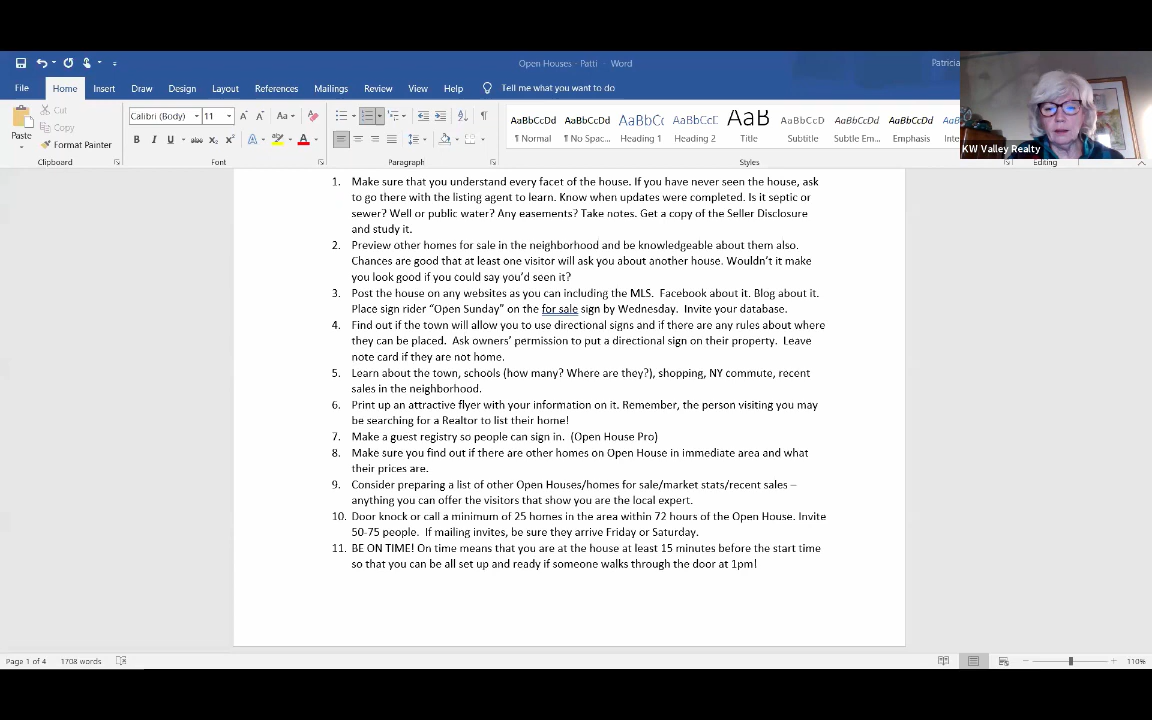 Open Houses - Patti - Word
Patricia
File
Home
Insert
Draw
Design
Layout
References
Mailings
Review
View
Help
Tell me what you want to do
Paste
Cut
Copy
Format Painter
Clipboard
Calibri (Body)
11
Font
Paragraph
AaBbCcDd
¶ Normal
AaBbCcDd
¶ No Spac...
AaBbCc
Heading 1
AaBbCcC
Heading 2
AaB
Title
AaBbCcD
Subtitle
AaBbCcDd
Subtle Em...
AaBbCcDd
Emphasis
Styles
Editing
KW Valley Realty
1. Make sure that you understand every facet of the house. If you have never seen the house, ask
to go there with the listing agent to learn. Know when updates were completed. Is it septic or
sewer? Well or public water? Any easements? Take notes. Get a copy of the Seller Disclosure
and study it.
2. Preview other homes for sale in the neighborhood and be knowledgeable about them also.
Chances are good that at least one visitor will ask you about another house. Wouldn't it make
you look good if you could say you'd seen it?
3. Post the house on any websites as you can including the MLS. Facebook about it. Blog about it.
Place sign rider "Open Sunday" on the for sale sign by Wednesday. Invite your database.
4. Find out if the town will allow you to use directional signs and if there are any rules about where
they can be placed. Ask owners' permission to put a directional sign on their property. Leave
note card if they are not home.
5. Learn about the town, schools (how many? Where are they?), shopping, NY commute, recent
sales in the neighborhood.
6. Print up an attractive flyer with your information on it. Remember, the person visiting you may
be searching for a Realtor to list their home!
7. Make a guest registry so people can sign in. (Open House Pro)
8. Make sure you find out if there are other homes on Open House in immediate area and what
their prices are.
9. Consider preparing a list of other Open Houses/homes for sale/market stats/recent sales –
anything you can offer the visitors that show you are the local expert.
10. Door knock or call a minimum of 25 homes in the area within 72 hours of the Open House. Invite
50-75 people. If mailing invites, be sure they arrive Friday or Saturday.
11. BE ON TIME! On time means that you are at the house at least 15 minutes before the start time
so that you can be all set up and ready if someone walks through the door at 1pm!
Page 1 of 4
1708 words
110%